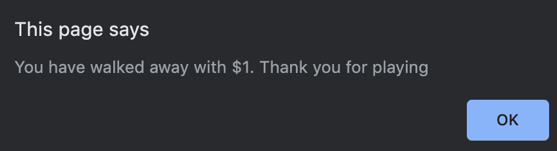 This page says
You have walked away with $1. Thank you for playing
OK